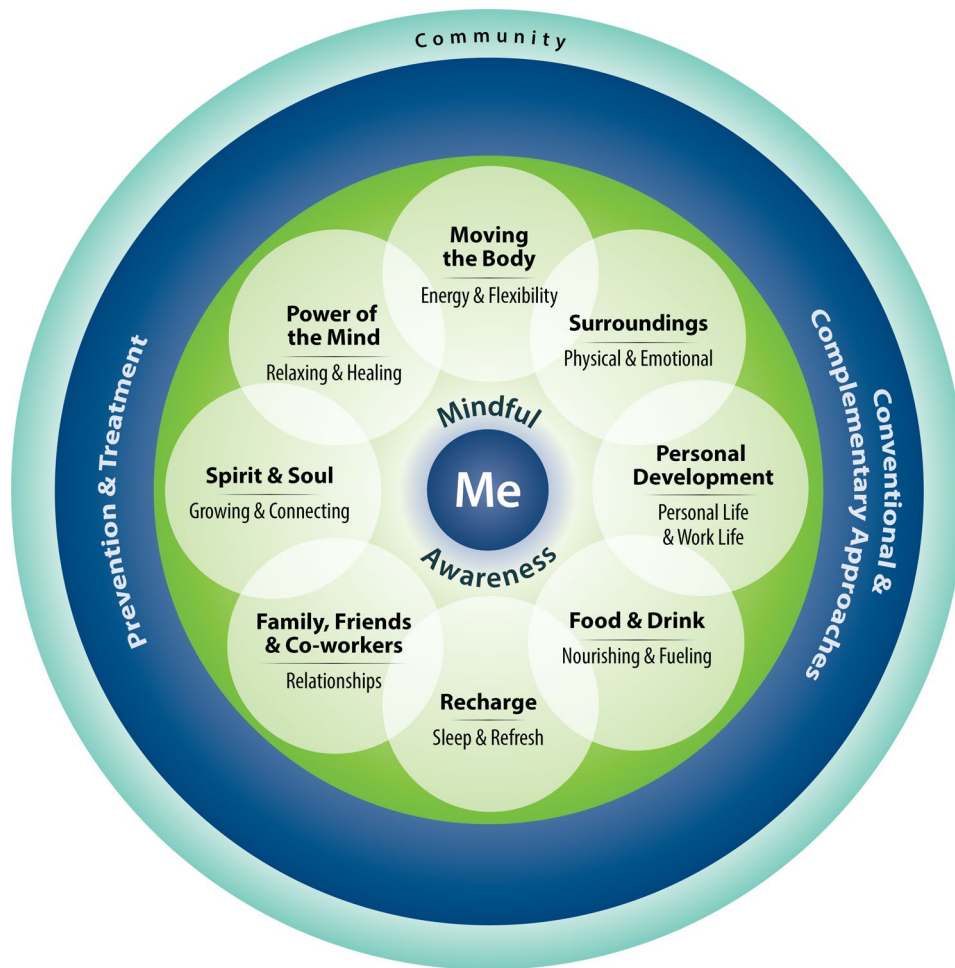 Community
Prevention & Treatment
Conventional &
Complementary Approaches
Moving
the Body
Energy & Flexibility
Surroundings
Physical & Emotional
Personal
Development
Personal Life
& Work Life
Food & Drink
Nourishing & Fueling
Recharge
Sleep & Refresh
Family, Friends
& Co-workers
Relationships
Spirit & Soul
Growing & Connecting
Power of
the Mind
Relaxing & Healing
Mindful
Me
Awareness